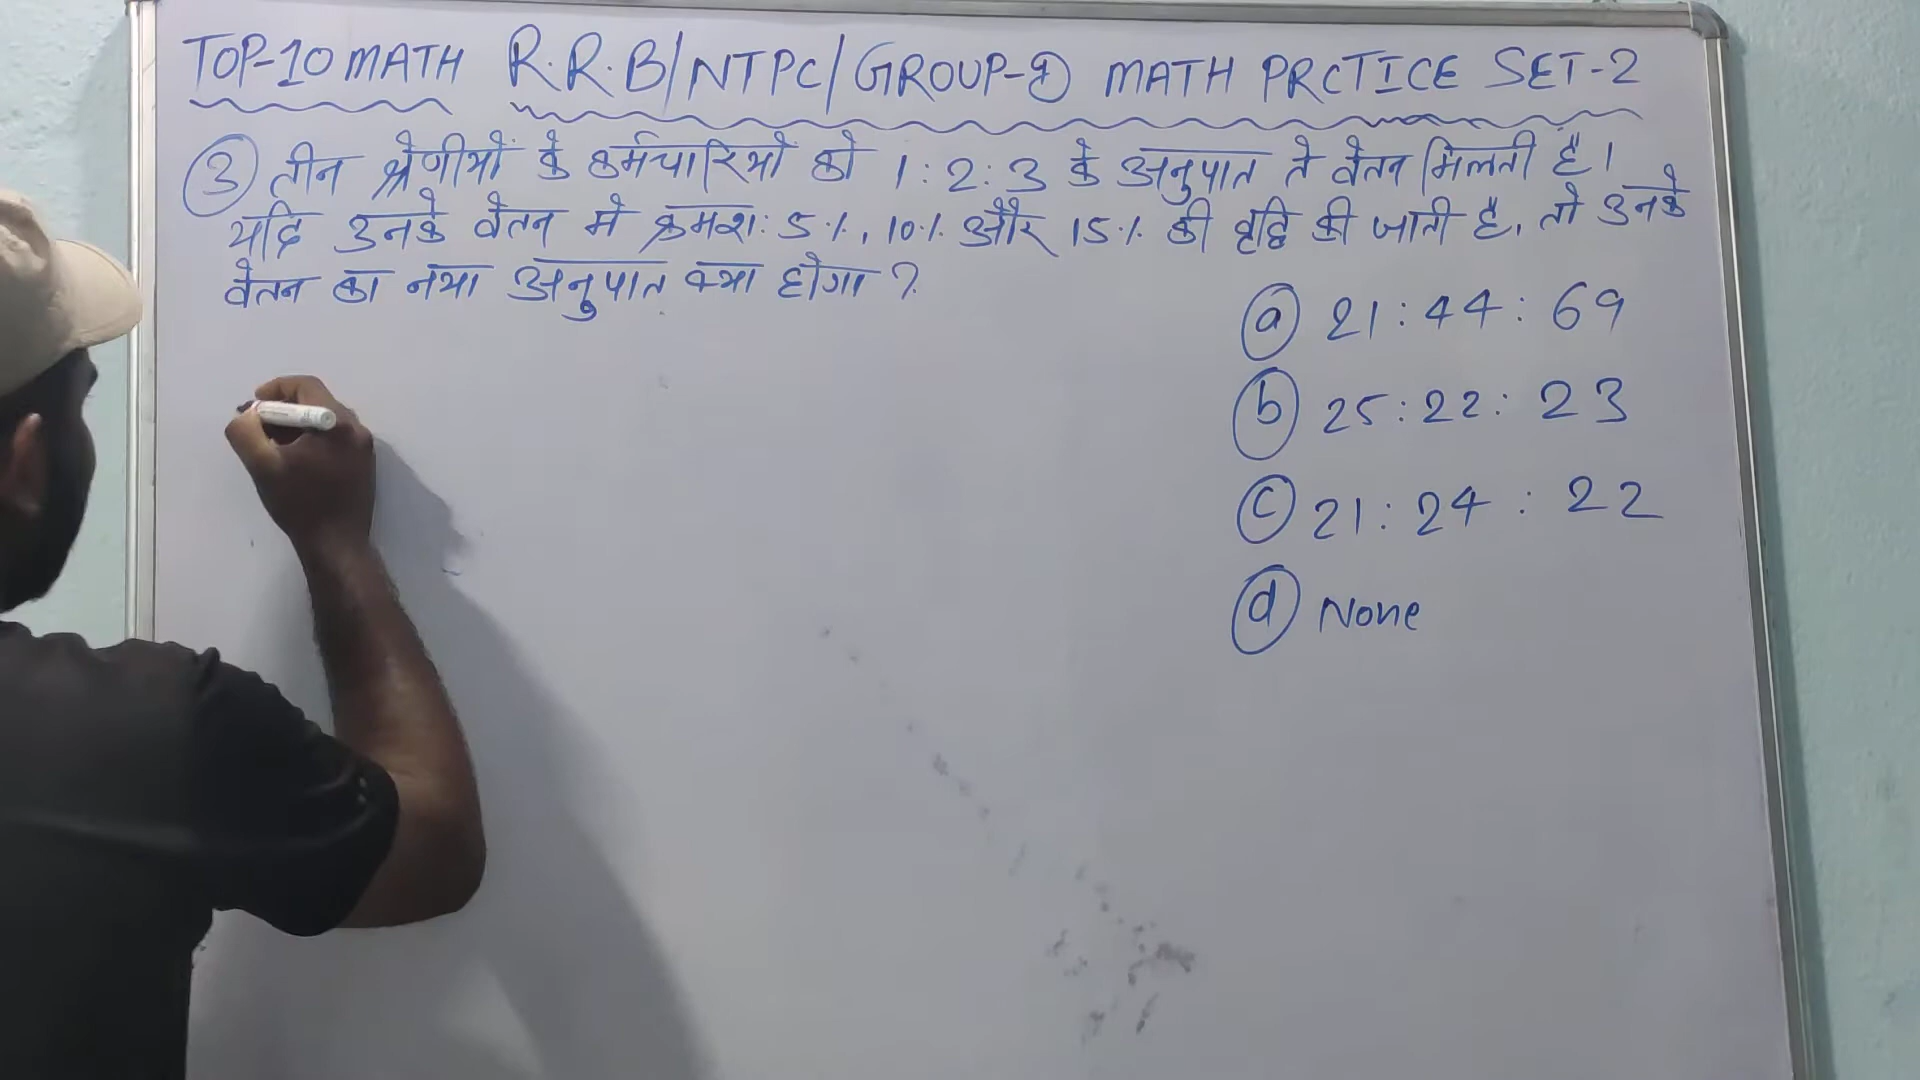 TOP-10 MATH R.R.B/NTPC/GROUP-D MATH PRCTICE SET-2
③ तीन श्रेणीयों के कर्मचारियों को 1:2:3 के अनुपात ते वेतन मिलती है।
यदि उनके वेतन मे क्रमश: 5%, 10% और 15% की वृद्धि की जाती है, तो उनके
वेतन का नया अनुपात क्या होगा ?
ⓐ 21 : 44 : 69
ⓑ 25 : 22 : 23
ⓒ 21 : 24 : 22
ⓓ None